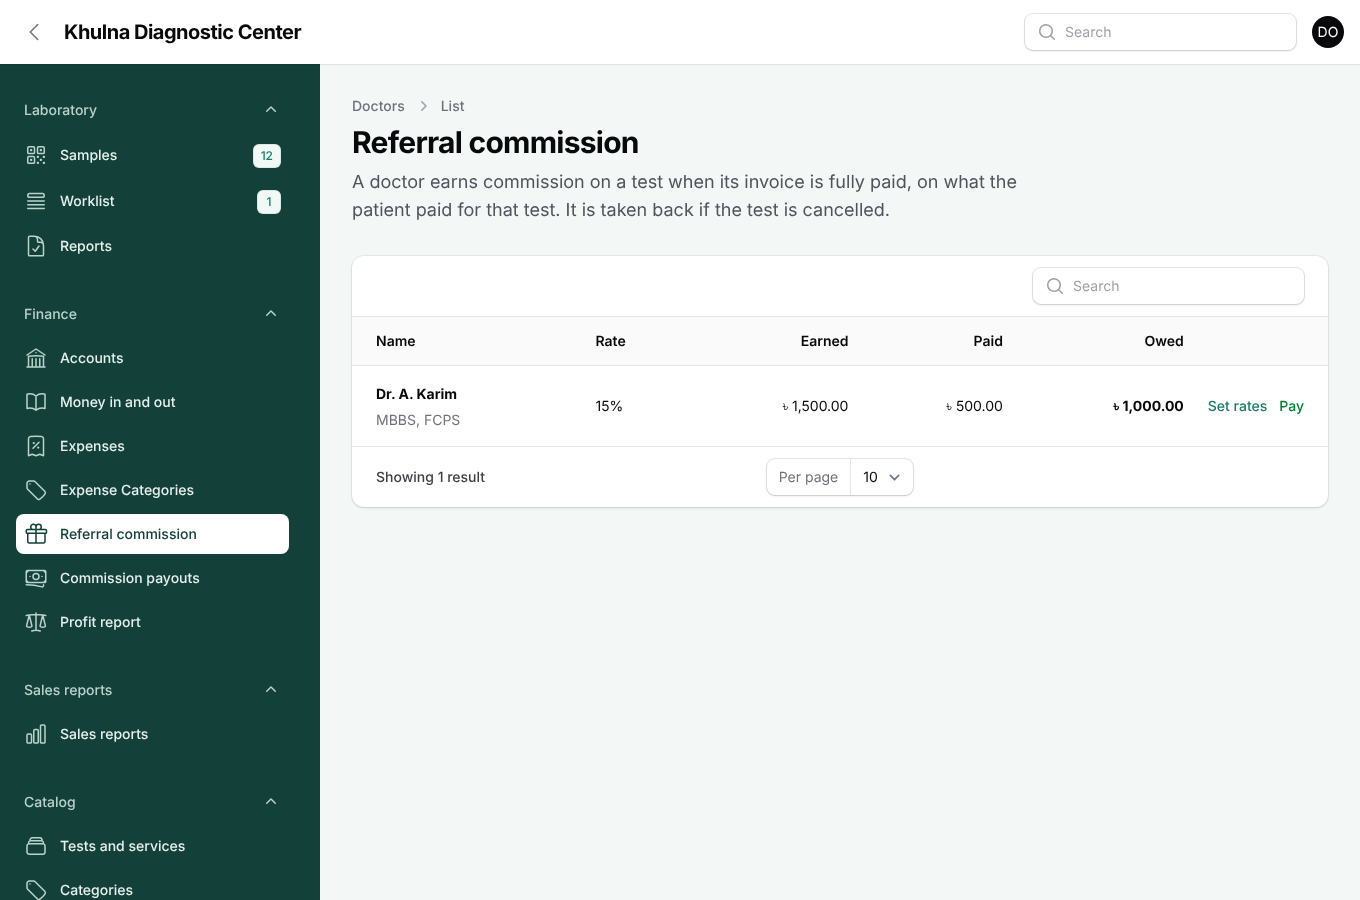 Khulna Diagnostic Center
Search
DO
Laboratory
Samples 12
Worklist 1
Reports
Finance
Accounts
Money in and out
Expenses
Expense Categories
Referral commission
Commission payouts
Profit report
Sales reports
Sales reports
Catalog
Tests and services
Categories
Doctors > List
Referral commission
A doctor earns commission on a test when its invoice is fully paid, on what the
patient paid for that test. It is taken back if the test is cancelled.
Search
Name Rate Earned Paid Owed
Dr. A. Karim
MBBS, FCPS
15% ৳ 1,500.00 ৳ 500.00 ৳ 1,000.00 Set rates Pay
Showing 1 result Per page 10